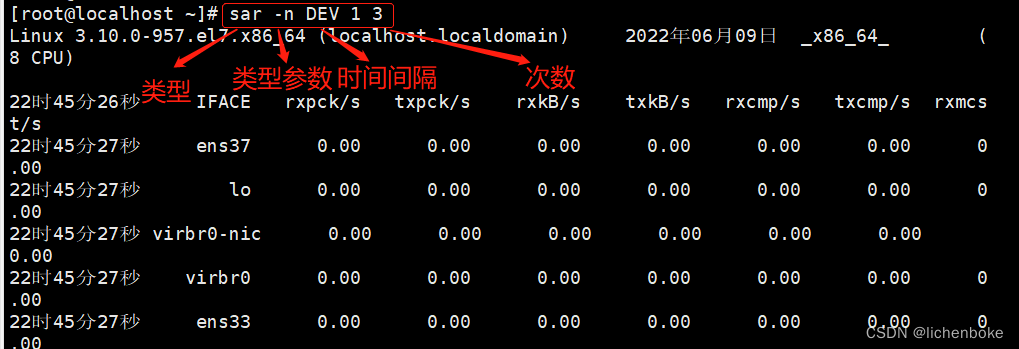 [root@localhost ~]# sar -n DEV 1 3
Linux 3.10.0-957.el7.x86_64 (localhost.localdomain) 2022年06月09日 _x86_64_ (
8 CPU)
类型 类型参数 时间间隔 次数
22时45分26秒 IFACE rxpck/s txpck/s rxkB/s txkB/s rxcmp/s txcmp/s rxmcs
t/s
22时45分27秒 ens37 0.00 0.00 0.00 0.00 0.00 0.00 0
.00
22时45分27秒 lo 0.00 0.00 0.00 0.00 0.00 0.00 0
.00
22时45分27秒 virbr0-nic 0.00 0.00 0.00 0.00 0.00 0.00
0.00
22时45分27秒 virbr0 0.00 0.00 0.00 0.00 0.00 0.00 0
.00
22时45分27秒 ens33 0.00 0.00 0.00 0.00 0.00 0.00 0
.00
CSDN @lichenboke